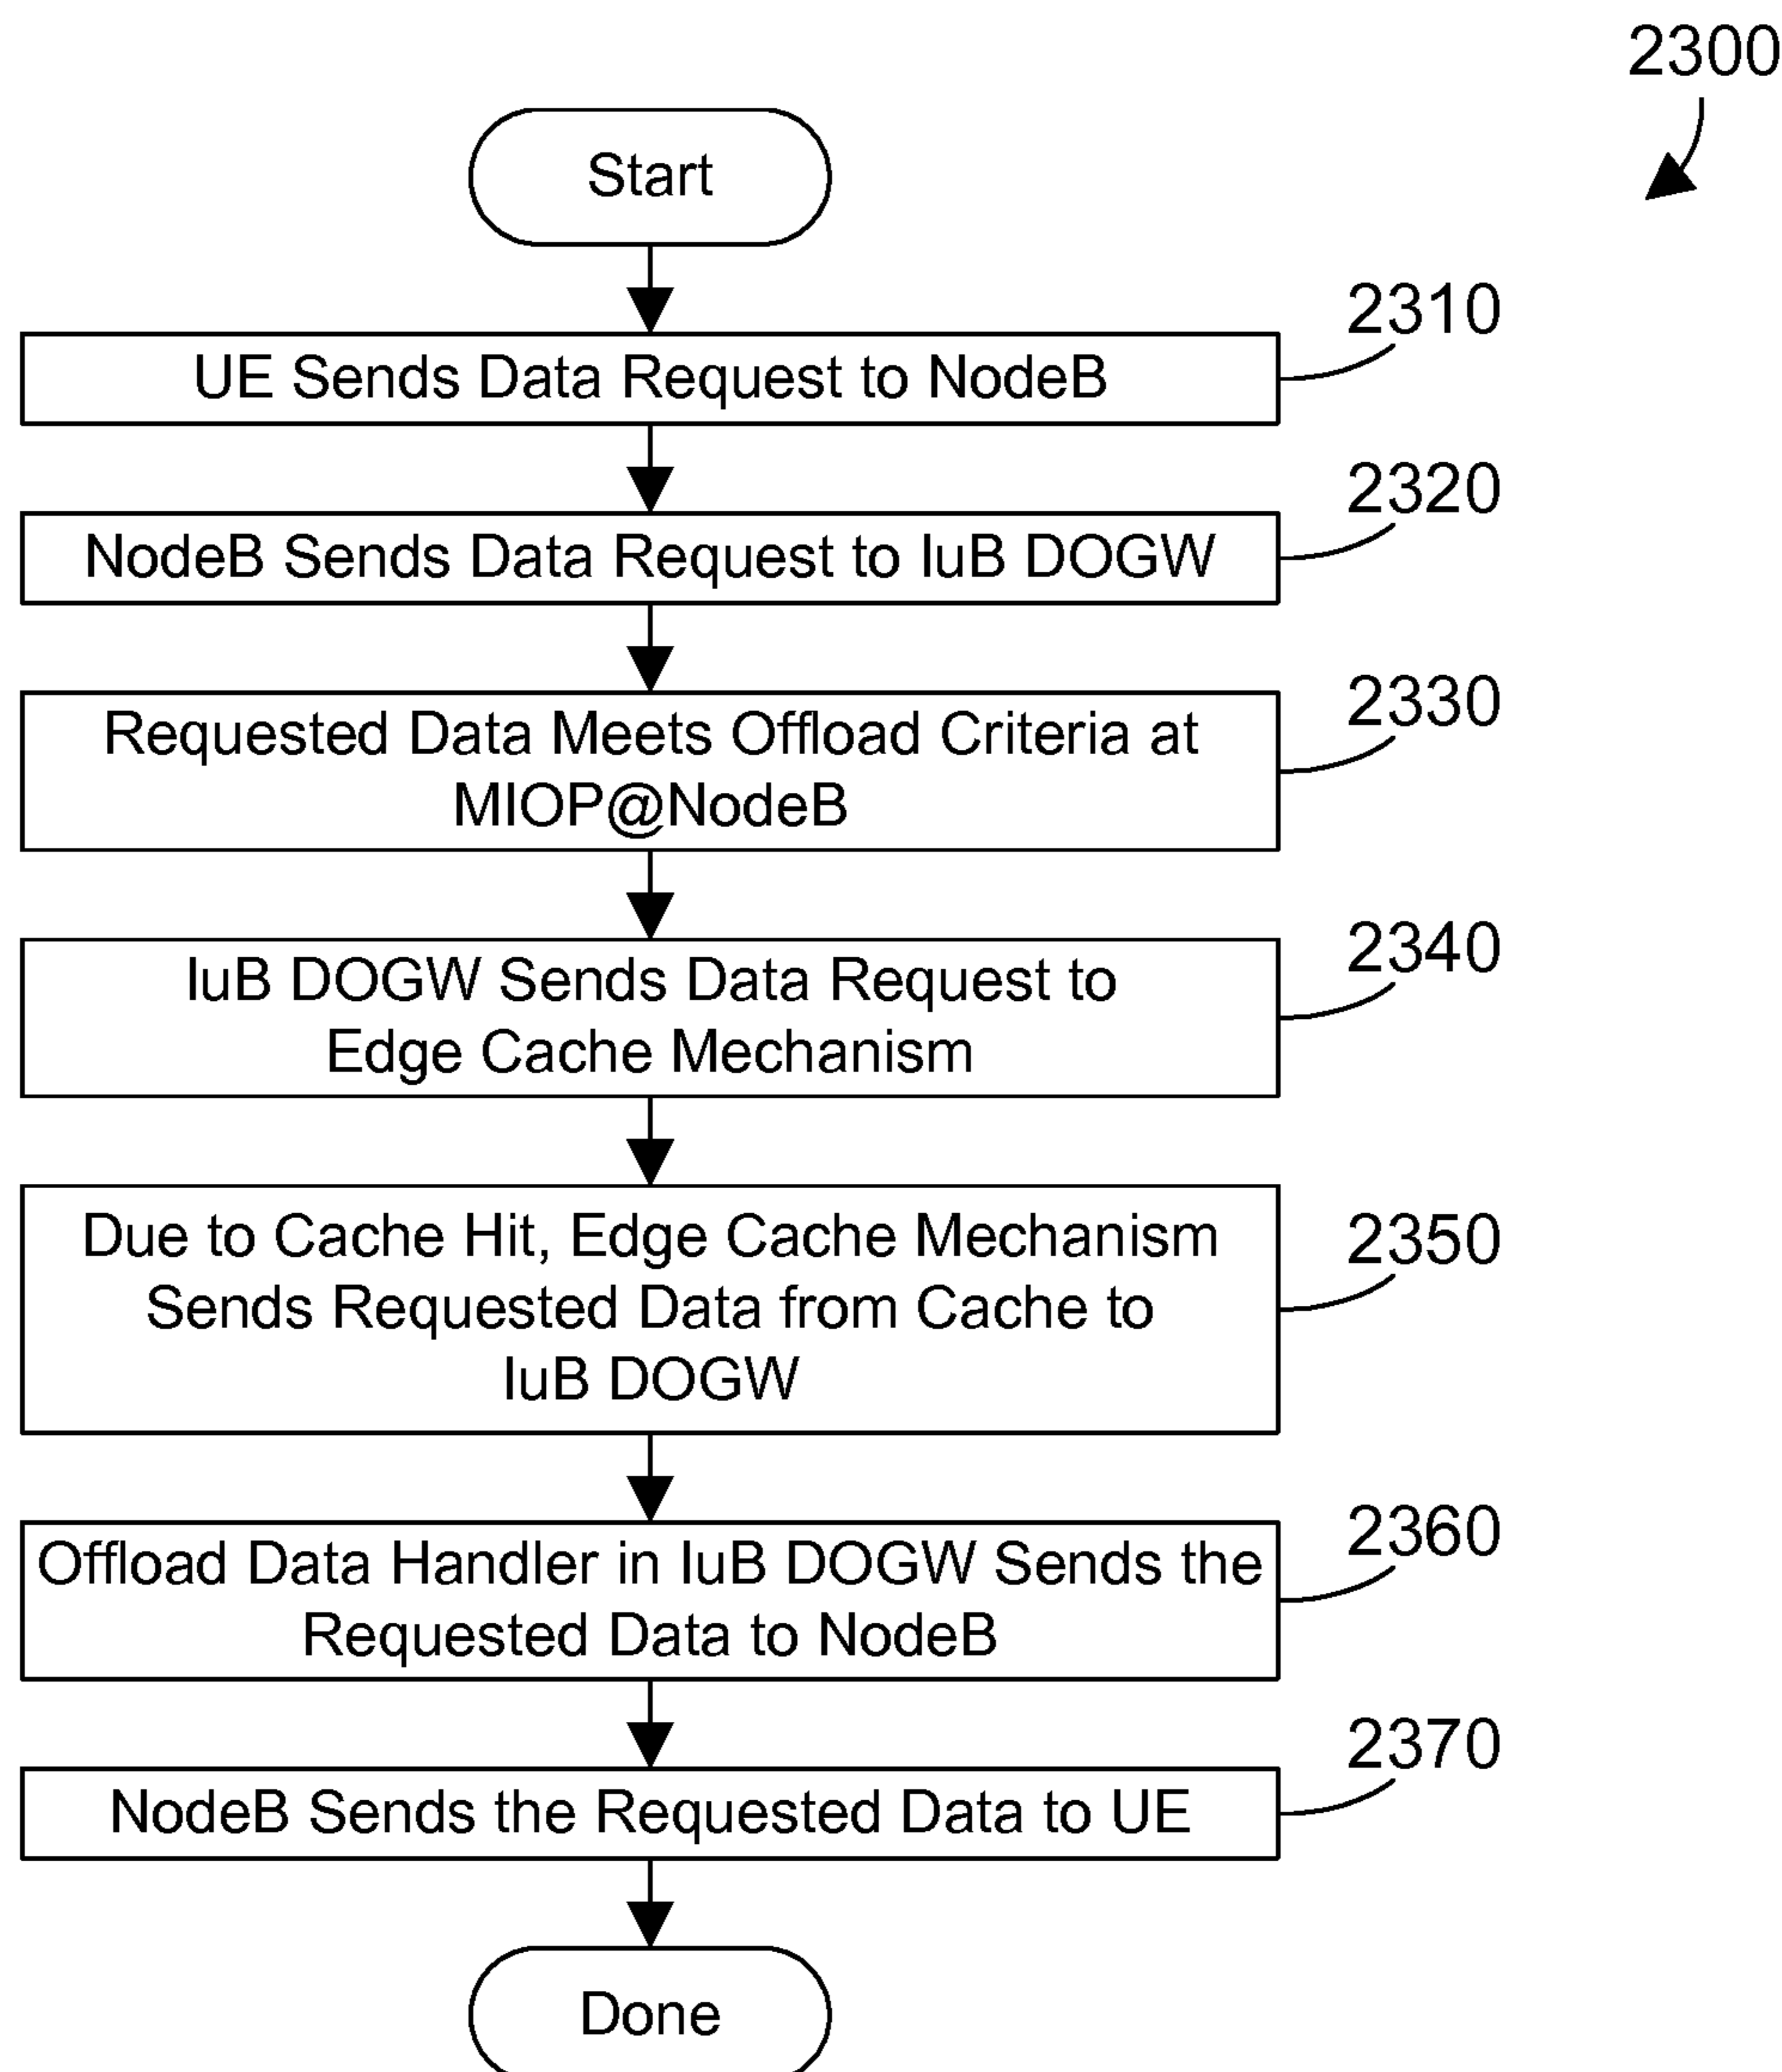 2300
Start
2310
UE Sends Data Request to NodeB
2320
NodeB Sends Data Request to IuB DOGW
2330
Requested Data Meets Offload Criteria at
MIOP@NodeB
2340
IuB DOGW Sends Data Request to
Edge Cache Mechanism
2350
Due to Cache Hit, Edge Cache Mechanism
Sends Requested Data from Cache to
IuB DOGW
2360
Offload Data Handler in IuB DOGW Sends the
Requested Data to NodeB
2370
NodeB Sends the Requested Data to UE
Done